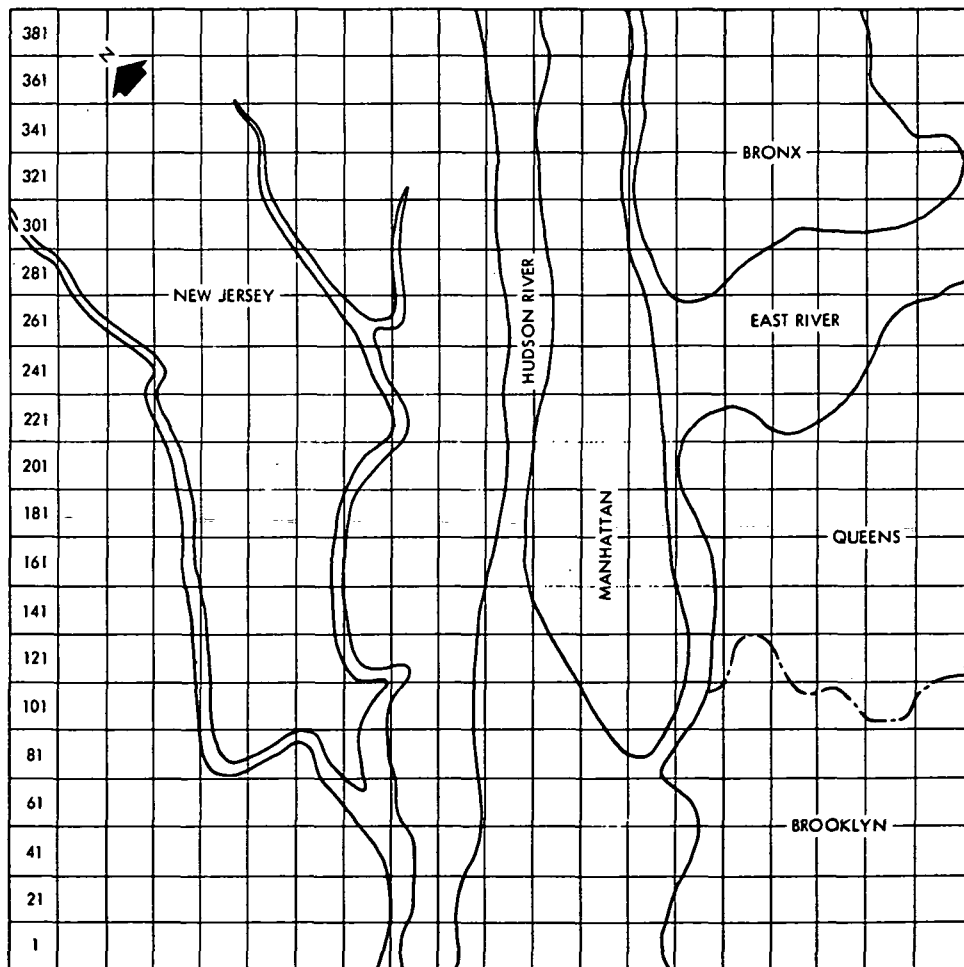 381
361
N
341
BRONX
321
301
281
NEW JERSEY
HUDSON RIVER
261
EAST RIVER
241
221
201
181
MANHATTAN
QUEENS
161
141
121
101
81
61
BROOKLYN
41
21
1